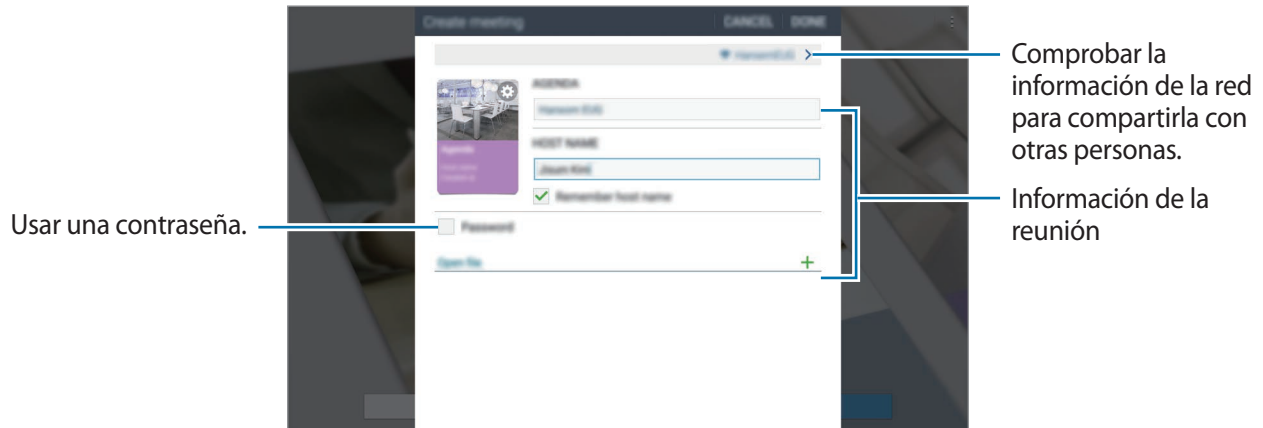 Create meeting CANCEL DONE
Comprobar la
información de la red
para compartirla con
otras personas.
AGENDA
HOST NAME
Remember host name
Información de la
reunión
Usar una contraseña.
Password
Open file